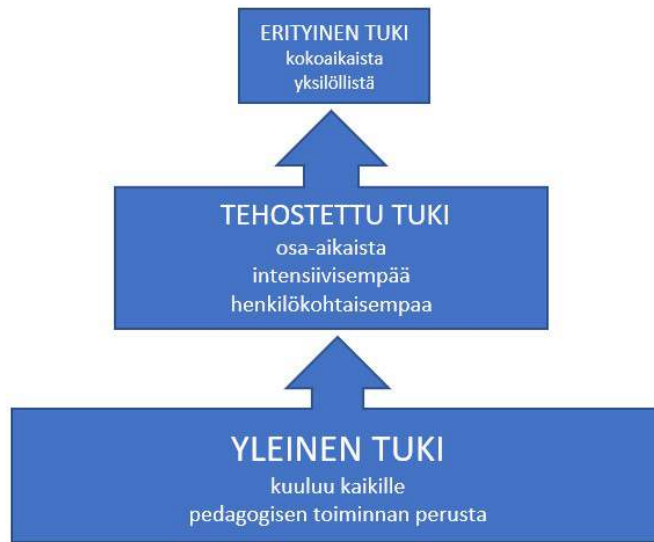 ERITYINEN TUKI
kokoaikaista
yksilöllistä
TEHOSTETTU TUKI
osa-aikaista
intensiivisempää
henkilökohtaisempaa
YLEINEN TUKI
kuuluu kaikille
pedagogisen toiminnan perusta